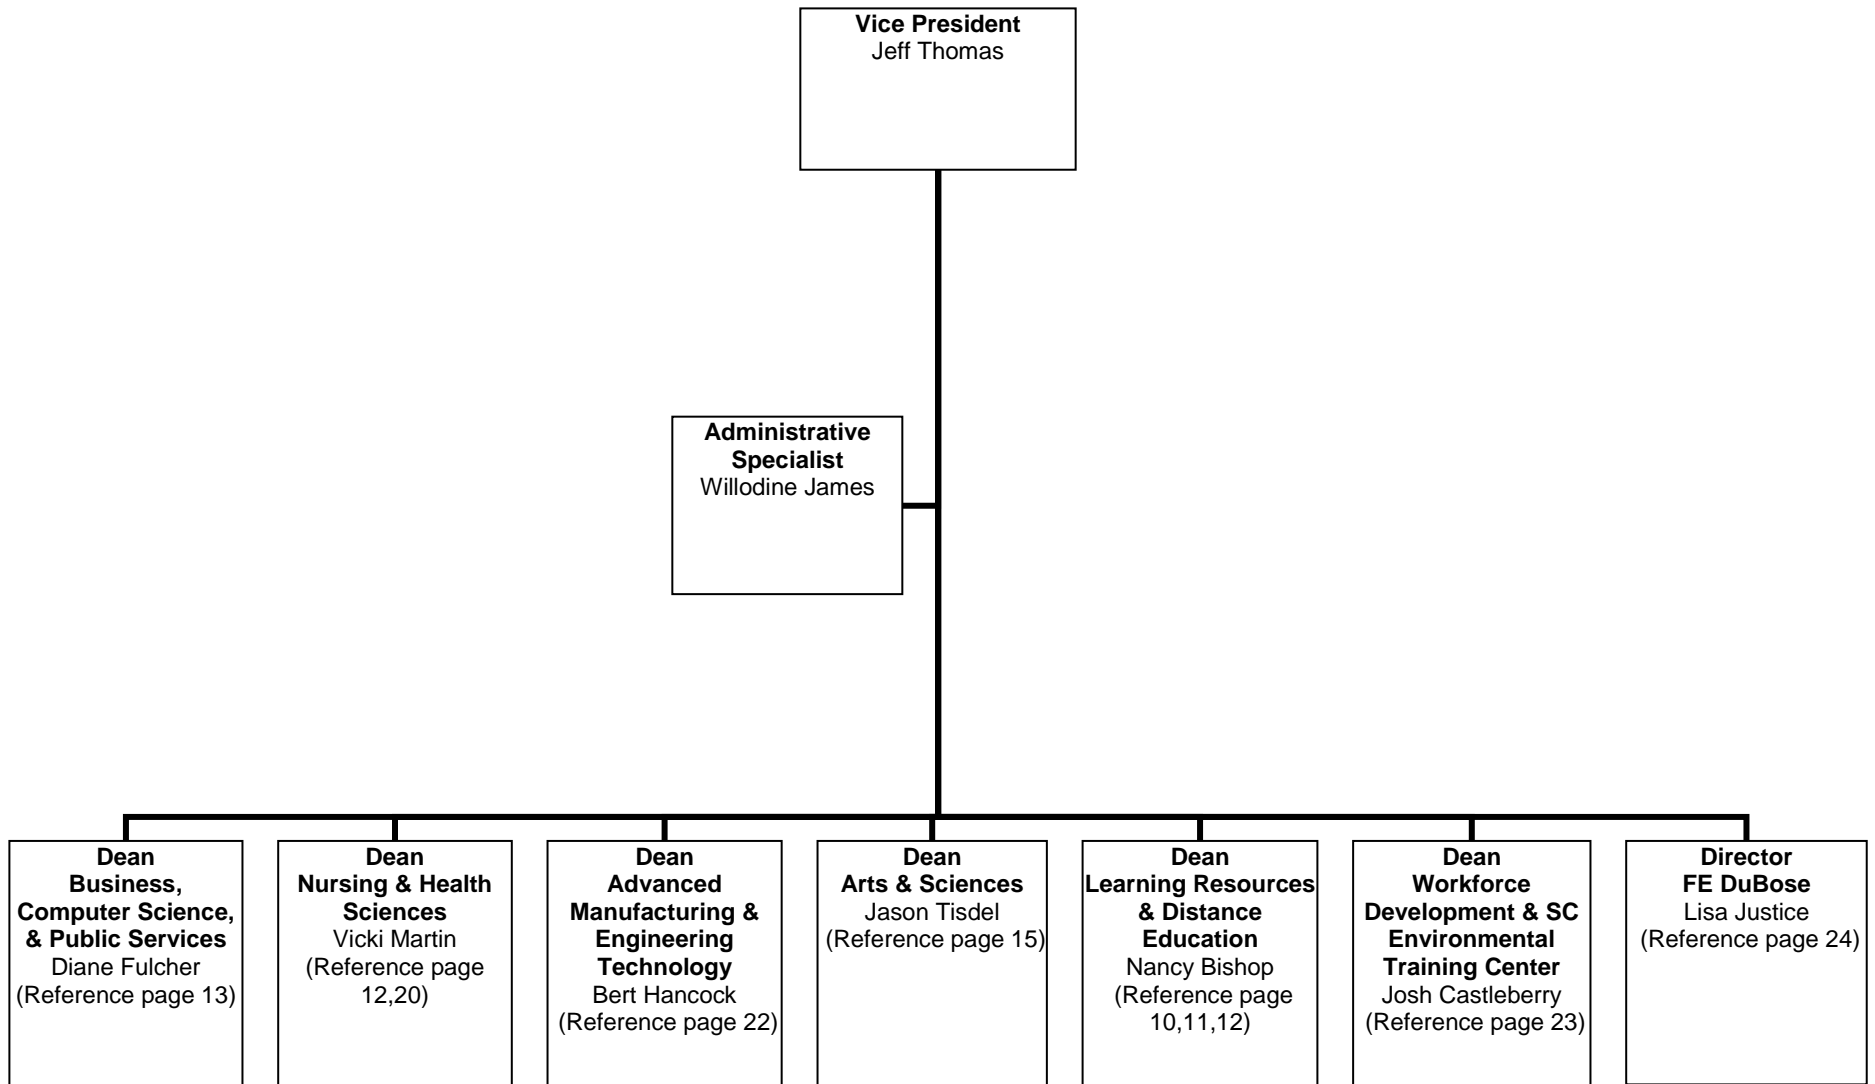 Vice President
Jeff Thomas
Administrative
Specialist
Willodine James
Dean
Business,
Computer Science,
& Public Services
Diane Fulcher
(Reference page 13)
Dean
Nursing & Health
Sciences
Vicki Martin
(Reference page
12,20)
Dean
Advanced
Manufacturing &
Engineering
Technology
Bert Hancock
(Reference page 22)
Dean
Arts & Sciences
Jason Tisdel
(Reference page 15)
Dean
Learning Resources
& Distance
Education
Nancy Bishop
(Reference page
10,11,12)
Dean
Workforce
Development & SC
Environmental
Training Center
Josh Castleberry
(Reference page 23)
Director
FE DuBose
Lisa Justice
(Reference page 24)